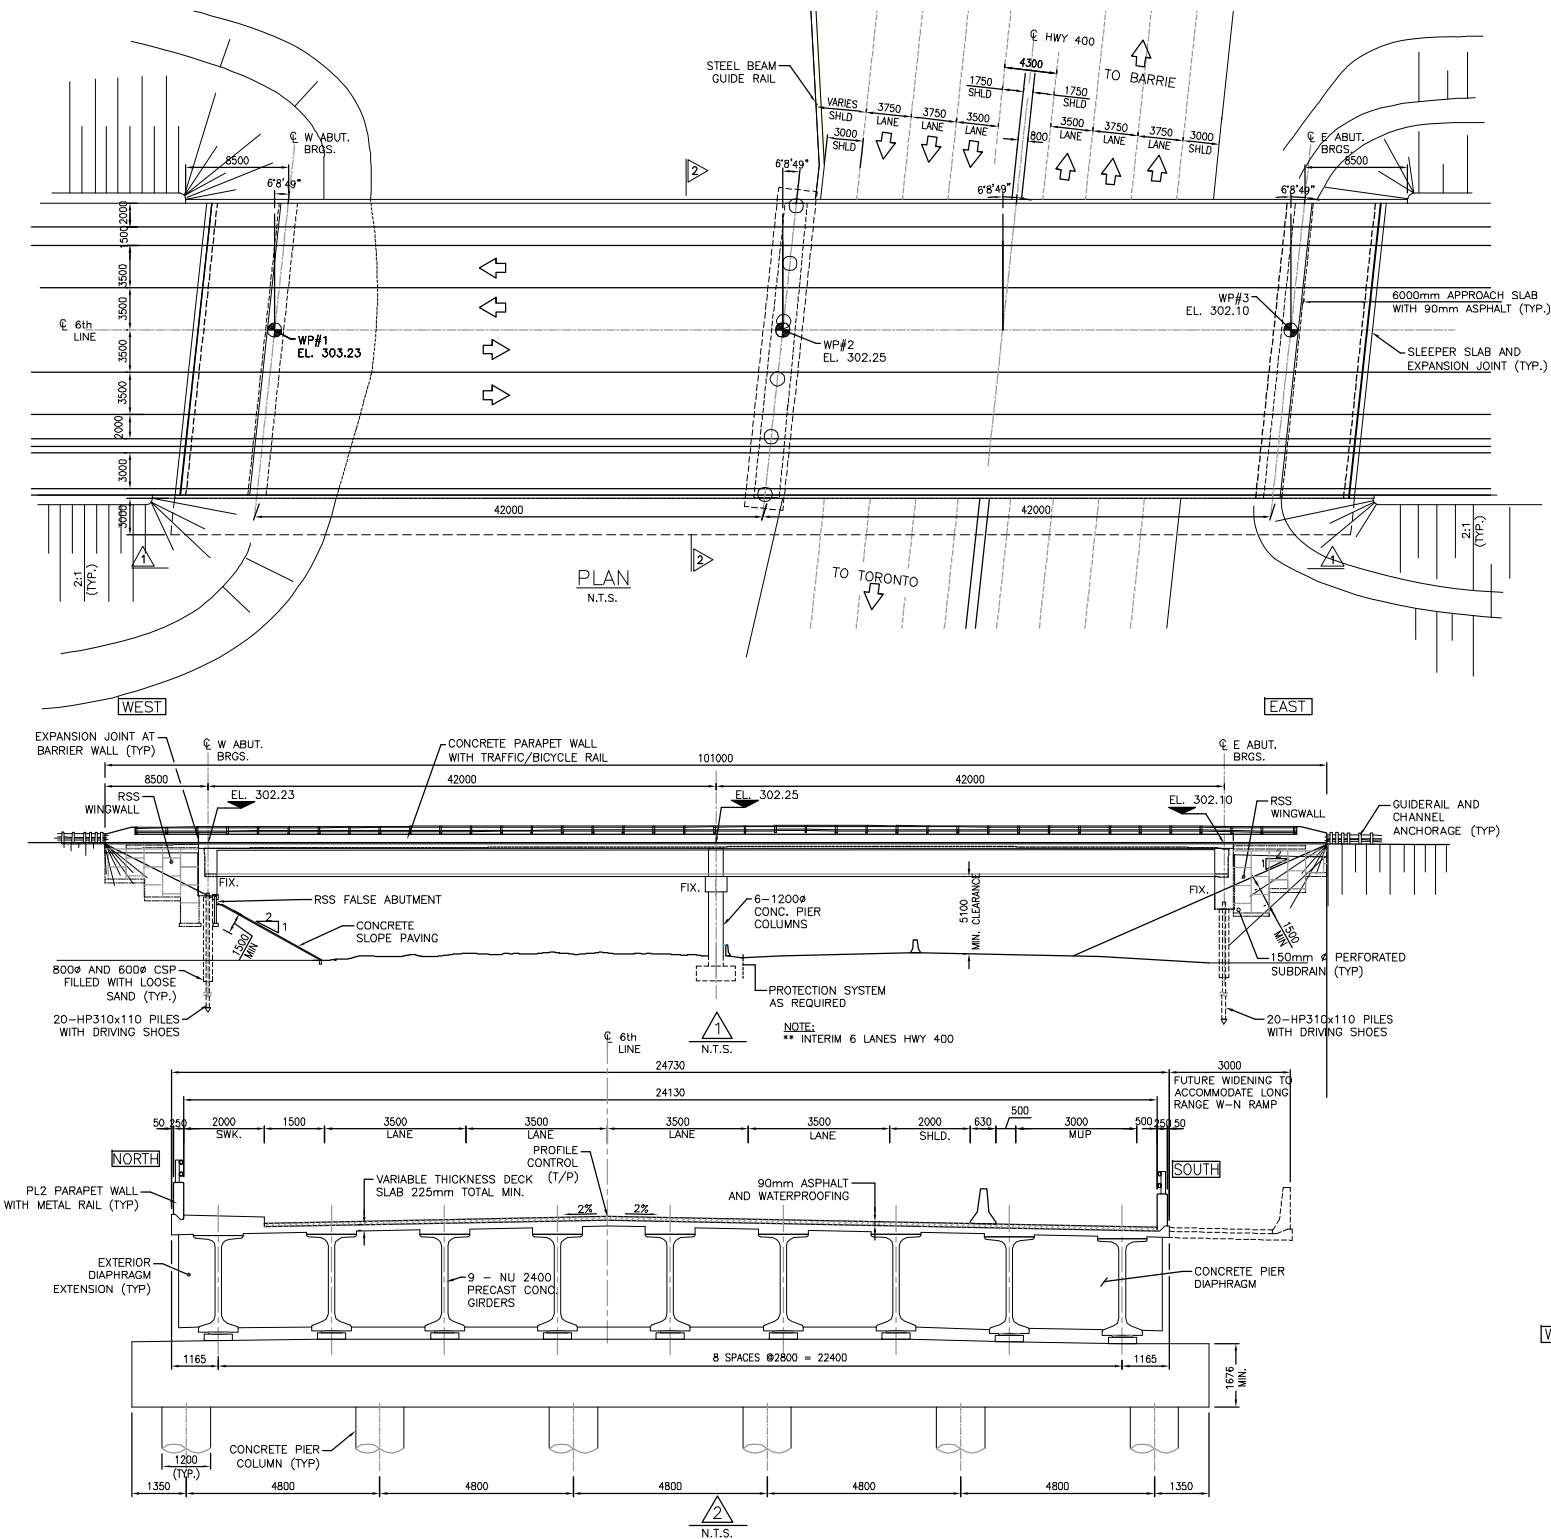 ℄ HWY 400
4300
TO BARRIE
STEEL BEAM
GUIDE RAIL
1750
SHLD
1750
SHLD
VARIES
SHLD
3750
LANE
3750
LANE
3500
LANE
3000
SHLD
800
3500
LANE
3750
LANE
3750
LANE
3000
SHLD
℄ W ABUT.
BRGS.
8500
6°8'49"
2
6°8'49"
6°8'49"
℄ E ABUT.
BRGS.
8500
6°8'49"
2000
1500
3500
3500
3500
3500
2000
3000
3000
℄ 6th
LINE
WP#1
EL. 303.23
WP#2
EL. 302.25
WP#3
EL. 302.10
6000mm APPROACH SLAB
WITH 90mm ASPHALT (TYP.)
SLEEPER SLAB AND
EXPANSION JOINT (TYP.)
42000
42000
1
2
1
2:1
(TYP.)
2:1
(TYP.)
PLAN
N.T.S.
TO TORONTO
WEST
EAST
EXPANSION JOINT AT
BARRIER WALL (TYP)
℄ W ABUT.
BRGS.
CONCRETE PARAPET WALL
WITH TRAFFIC/BICYCLE RAIL
101000
℄ E ABUT.
BRGS.
8500
42000
42000
RSS
WINGWALL
EL. 302.23
EL. 302.25
EL. 302.10
RSS
WINGWALL
GUIDERAIL AND
CHANNEL
ANCHORAGE (TYP)
FIX.
FIX.
FIX.
2
1
RSS FALSE ABUTMENT
6-1200ø
CONC. PIER
COLUMNS
5100
MIN. CLEARANCE
2
1
CONCRETE
SLOPE PAVING
1500
MIN
1500
MIN
800ø AND 600ø CSP
FILLED WITH LOOSE
SAND (TYP.)
150mm ø PERFORATED
SUBDRAIN (TYP)
PROTECTION SYSTEM
AS REQUIRED
20-HP310x110 PILES
WITH DRIVING SHOES
20-HP310x110 PILES
WITH DRIVING SHOES
1
N.T.S.
NOTE:
** INTERIM 6 LANES HWY 400
℄ 6th
LINE
24730
3000
FUTURE WIDENING TO
ACCOMMODATE LONG
RANGE W-N RAMP
24130
50 250
2000
SWK.
1500
3500
LANE
3500
LANE
3500
LANE
3500
LANE
2000
SHLD.
630
500
3000
MUP
500
250 50
NORTH
SOUTH
PROFILE
CONTROL
(T/P)
VARIABLE THICKNESS DECK
SLAB 225mm TOTAL MIN.
90mm ASPHALT
AND WATERPROOFING
PL2 PARAPET WALL
WITH METAL RAIL (TYP)
2%
2%
EXTERIOR
DIAPHRAGM
EXTENSION (TYP)
9 - NU 2400
PRECAST CONC.
GIRDERS
CONCRETE PIER
DIAPHRAGM
1165
8 SPACES @2800 = 22400
1165
1676
MIN.
CONCRETE PIER
COLUMN (TYP)
1200
(TYP.)
1350
4800
4800
4800
4800
4800
1350
2
N.T.S.